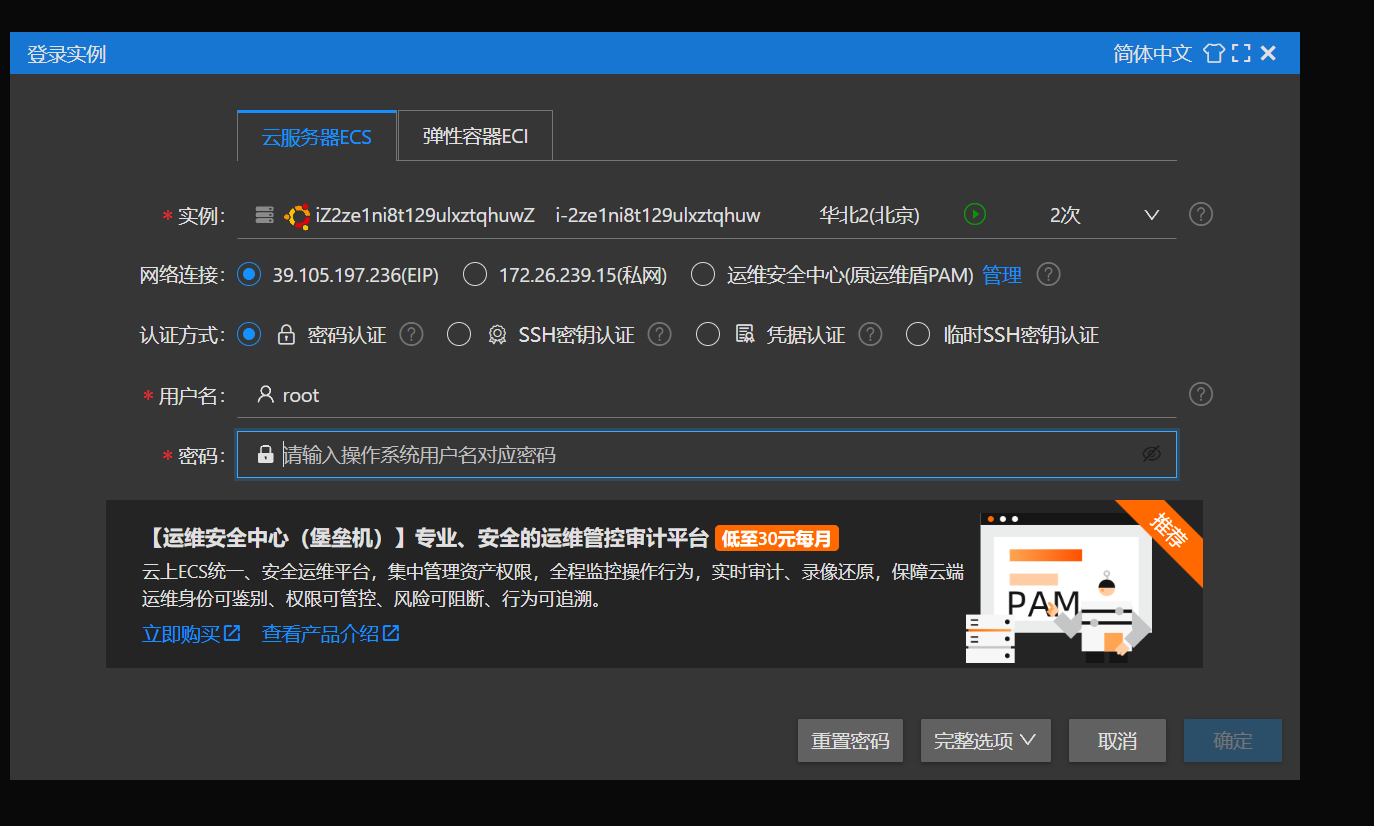 登录实例 简体中文
云服务器ECS 弹性容器ECI
* 实例: iZ2ze1ni8t129ulxztqhuwZ i-2ze1ni8t129ulxztqhuw 华北2(北京) 2次 ?
网络连接: 39.105.197.236(EIP) 172.26.239.15(私网) 运维安全中心(原运维盾PAM) 管理 ?
认证方式: 密码认证 ? SSH密钥认证 ? 凭据认证 ? 临时SSH密钥认证
* 用户名: root ?
* 密码: 请输入操作系统用户名对应密码
【运维安全中心（堡垒机）】专业、安全的运维管控审计平台 低至30元每月
推荐
云上ECS统一、安全运维平台，集中管理资产权限，全程监控操作行为，实时审计、录像还原，保障云端
运维身份可鉴别、权限可管控、风险可阻断、行为可追溯。
PAM
立即购买 查看产品介绍
重置密码 完整选项 取消 确定